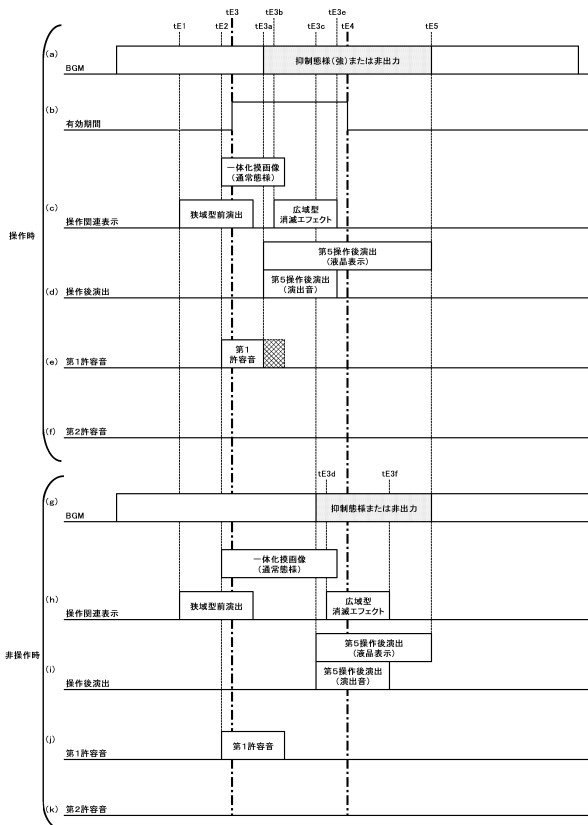 tE3 tE3b tE3e
tE1 tE2 tE3a tE3c tE4 tE5
(a)
BGM
抑制態様(強)または非出力
(b)
有効期間
一体化摸画像
(通常態様)
(c)
操作関連表示
狭域型前演出
広域型
消滅エフェクト
操作時
第5操作後演出
(液晶表示)
(d)
操作後演出
第5操作後演出
(演出音)
(e)
第1許容音
第1
許容音
(f)
第2許容音
tE3d tE3f
(g)
BGM
抑制態様または非出力
一体化摸画像
(通常態様)
(h)
操作関連表示
狭域型前演出
広域型
消滅エフェクト
非操作時
第5操作後演出
(液晶表示)
(i)
操作後演出
第5操作後演出
(演出音)
(j)
第1許容音
第1許容音
(k)
第2許容音